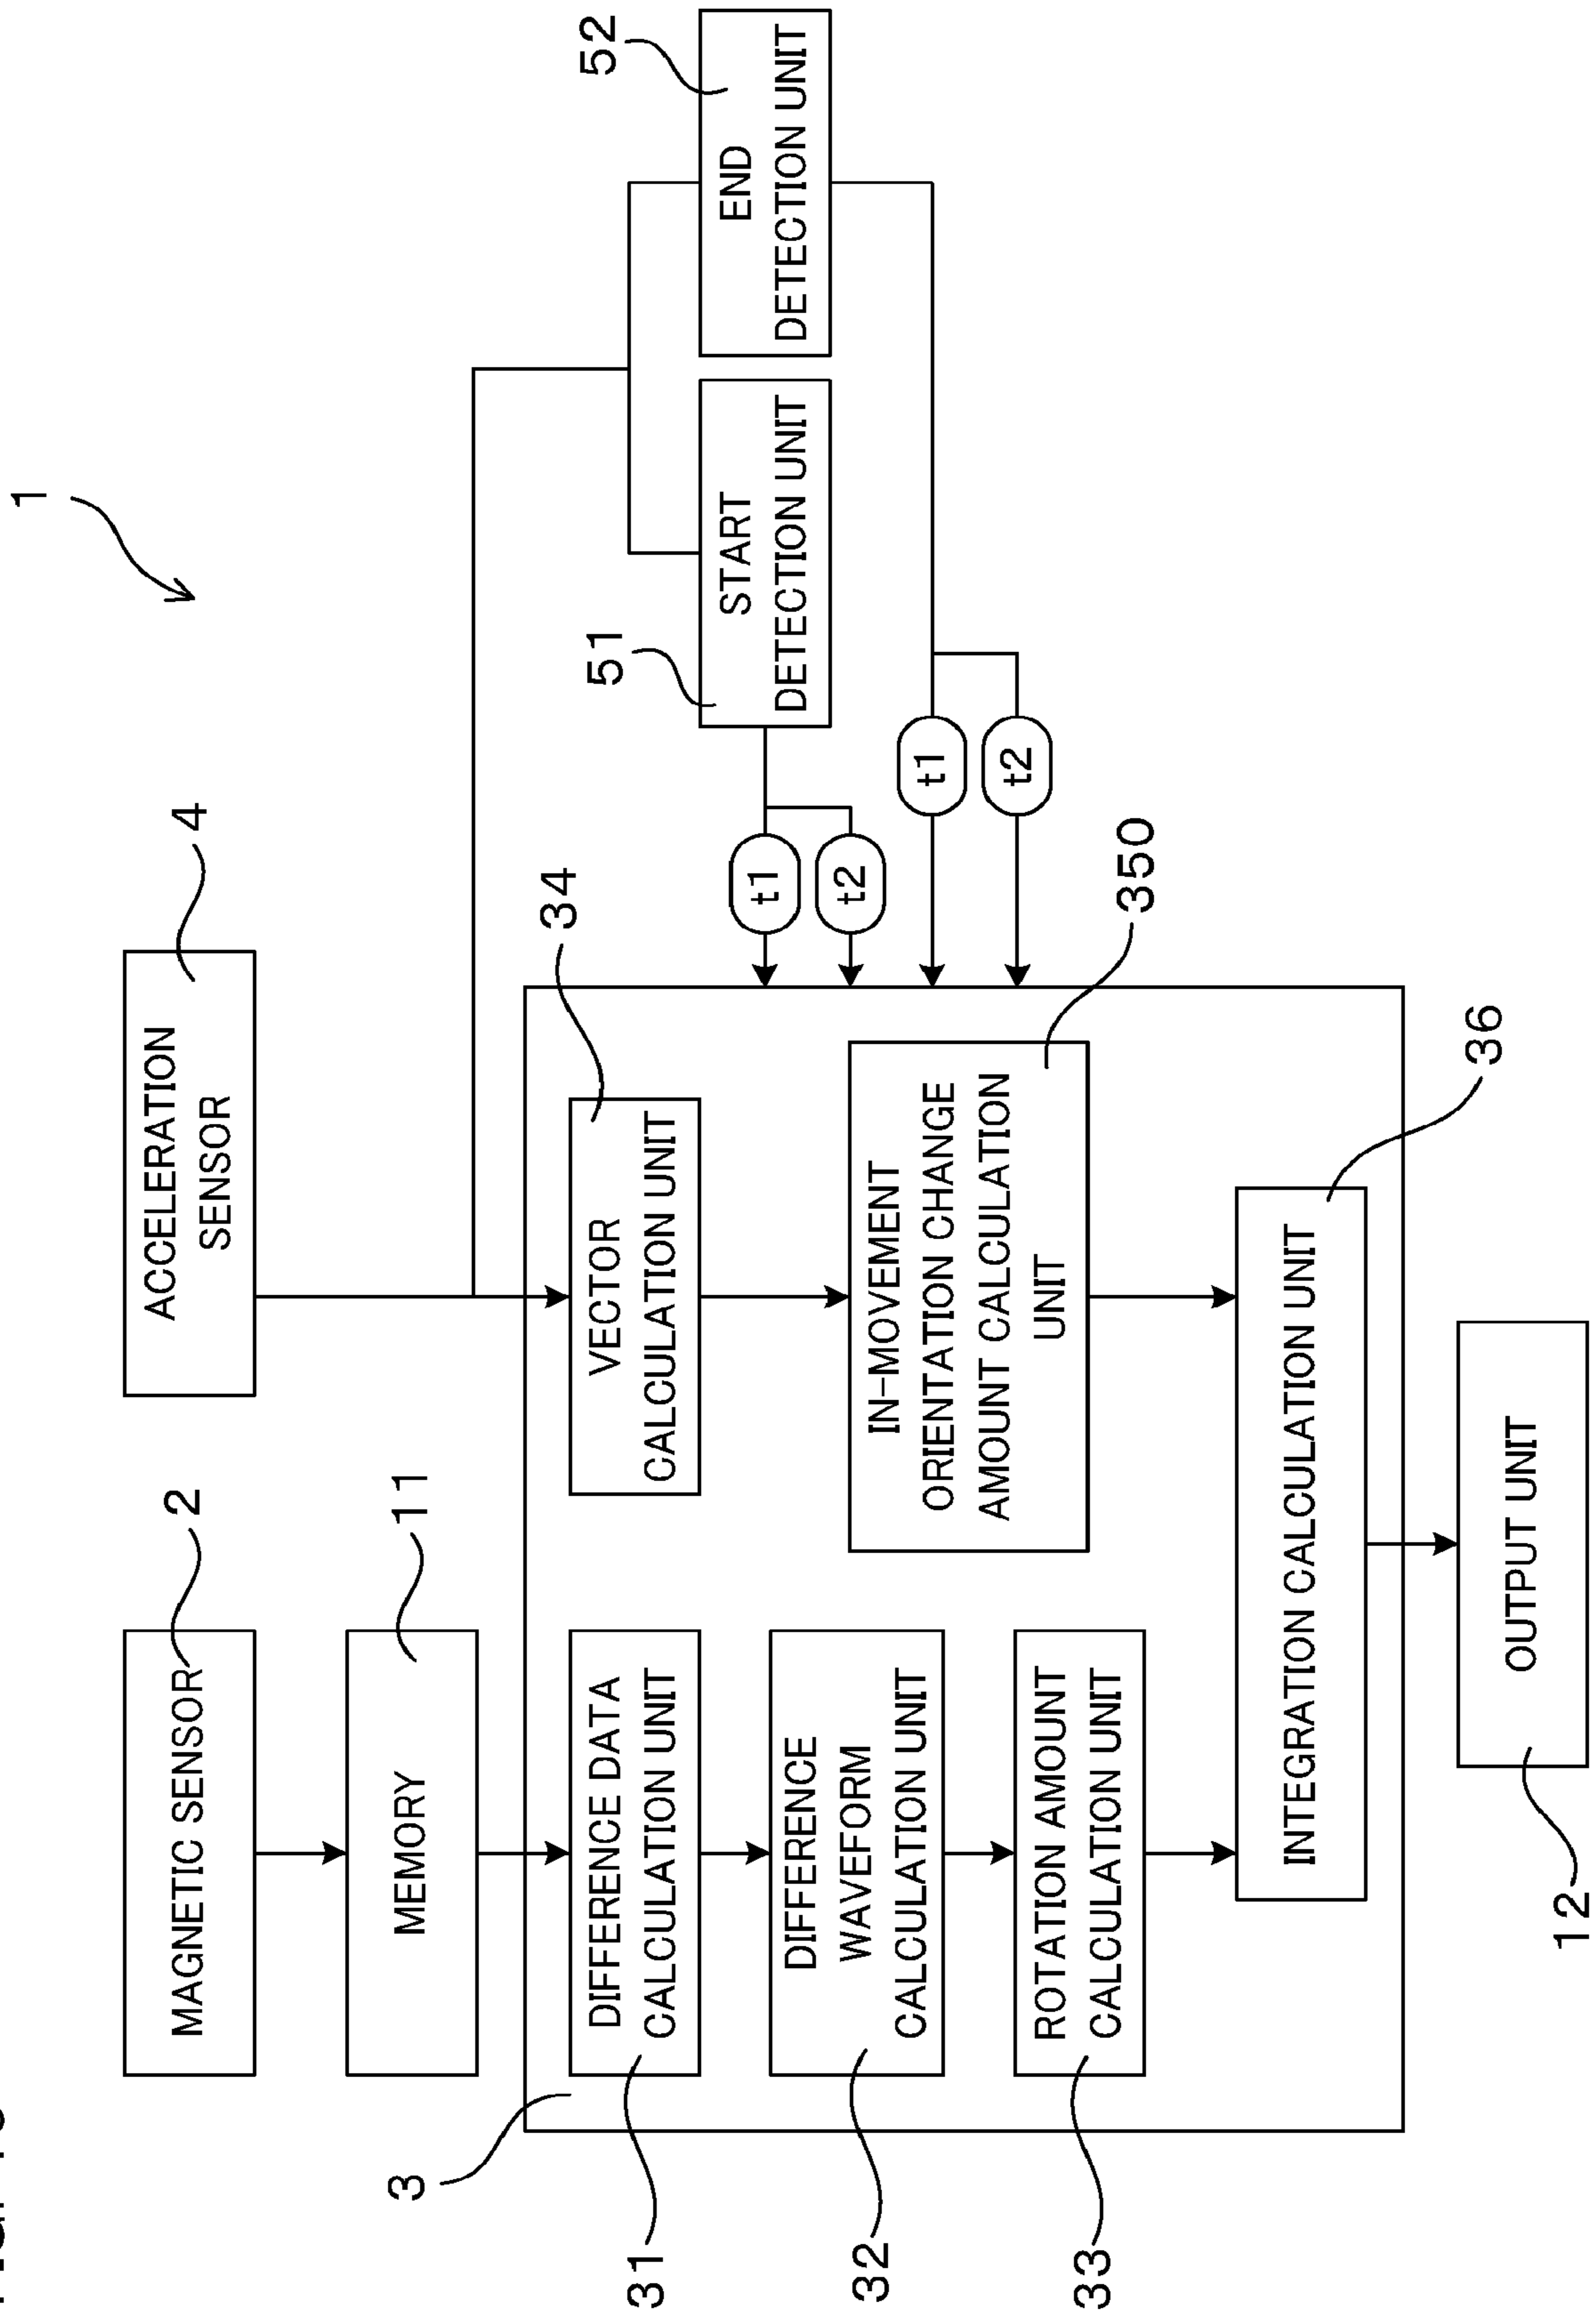 1
MAGNETIC SENSOR
2
ACCELERATION
SENSOR
4
MEMORY
11
3
DIFFERENCE DATA
CALCULATION UNIT
31
VECTOR
CALCULATION UNIT
34
START
DETECTION UNIT
51
END
DETECTION UNIT
52
DIFFERENCE
WAVEFORM
CALCULATION UNIT
32
IN-MOVEMENT
ORIENTATION CHANGE
AMOUNT CALCULATION
UNIT
350
t1
t2
t1
t2
ROTATION AMOUNT
CALCULATION UNIT
33
INTEGRATION CALCULATION UNIT
36
OUTPUT UNIT
12